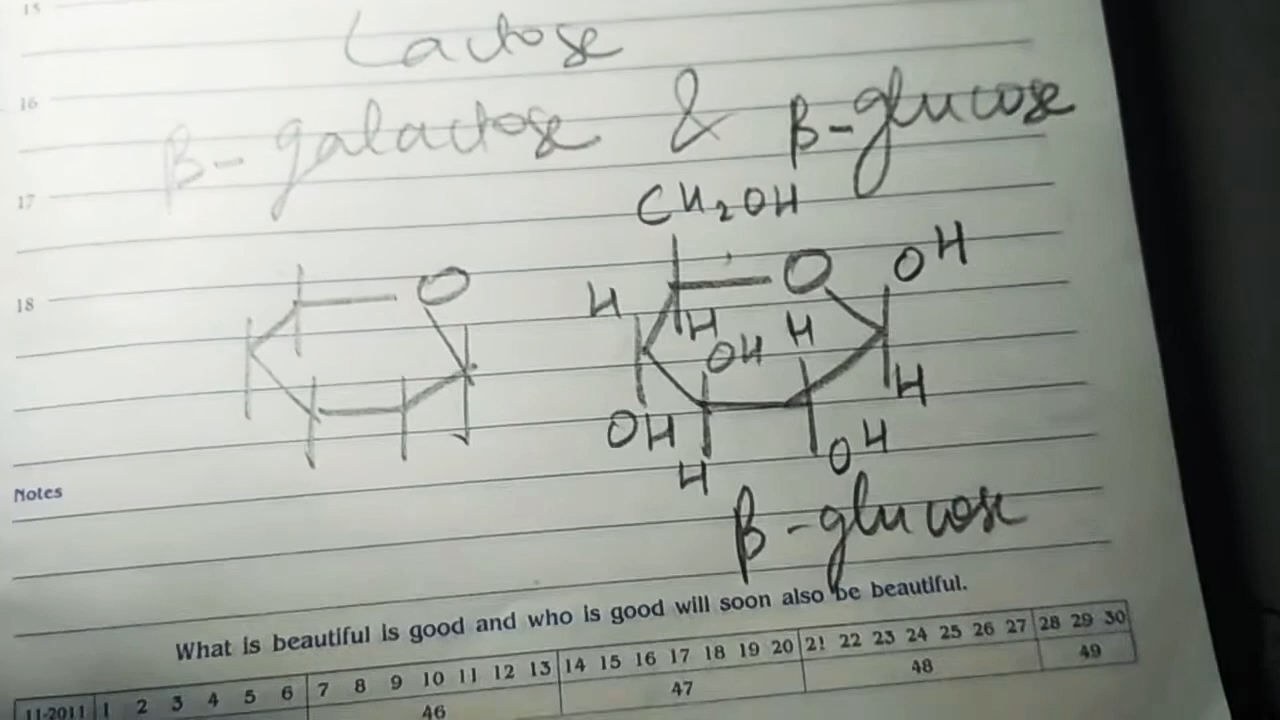 15
Lactose
16
β- galactose & β-glucose
17
CH₂OH
18
O
H
O
OH
H
OH
H
H
OH
H
OH
H
Notes
β-glucose
What is beautiful is good and who is good will soon also be beautiful.
11-2011 1 2 3 4 5 6 7 8 9 10 11 12 13 14 15 16 17 18 19 20 21 22 23 24 25 26 27 28 29 30
46 47 48 49